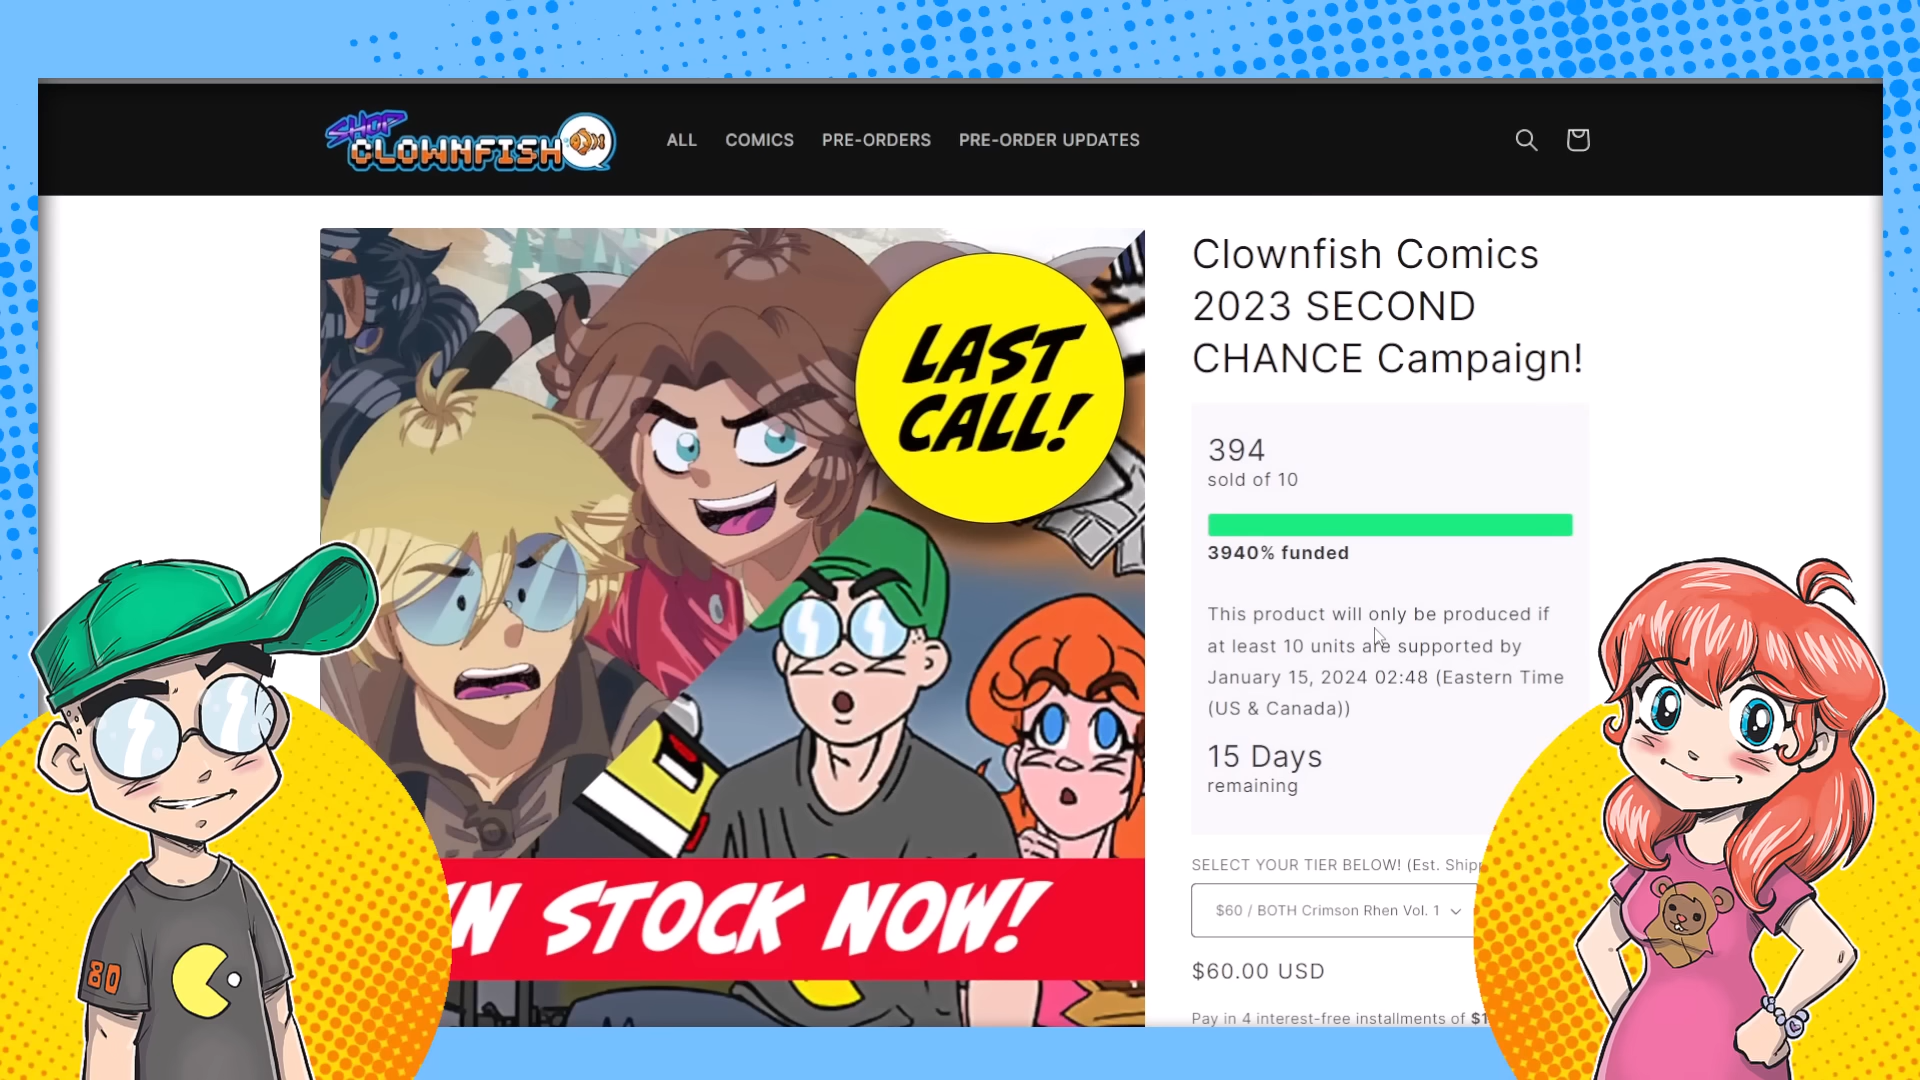 SHOP
CLOWNFISH
ALL COMICS PRE-ORDERS PRE-ORDER UPDATES
LAST
CALL!
IN STOCK NOW!
Clownfish Comics
2023 SECOND
CHANCE Campaign!
394
sold of 10
3940% funded
This product will only be produced if
at least 10 units are supported by
January 15, 2024 02:48 (Eastern Time
(US & Canada))
15 Days
remaining
SELECT YOUR TIER BELOW! (Est.
$60 / BOTH Crimson Rhen Vol. 1
$60.00 USD
Pay in 4 interest-free installments of
80